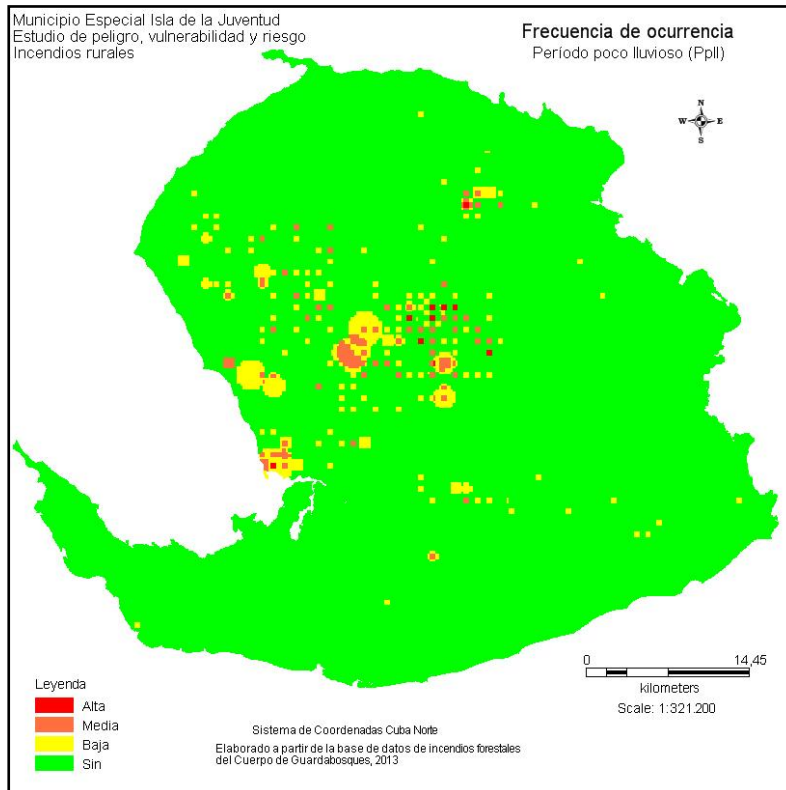 Municipio Especial Isla de la Juventud
Estudio de peligro, vulnerabilidad y riesgo
Incendios rurales
Frecuencia de ocurrencia
Período poco lluvioso (Ppll)
N
W E
S
0 14,45
kilometers
Scale: 1:321.200
Leyenda
Alta
Media
Baja
Sin
Sistema de Coordenadas Cuba Norte
Elaborado a partir de la base de datos de incendios forestales
del Cuerpo de Guardabosques, 2013